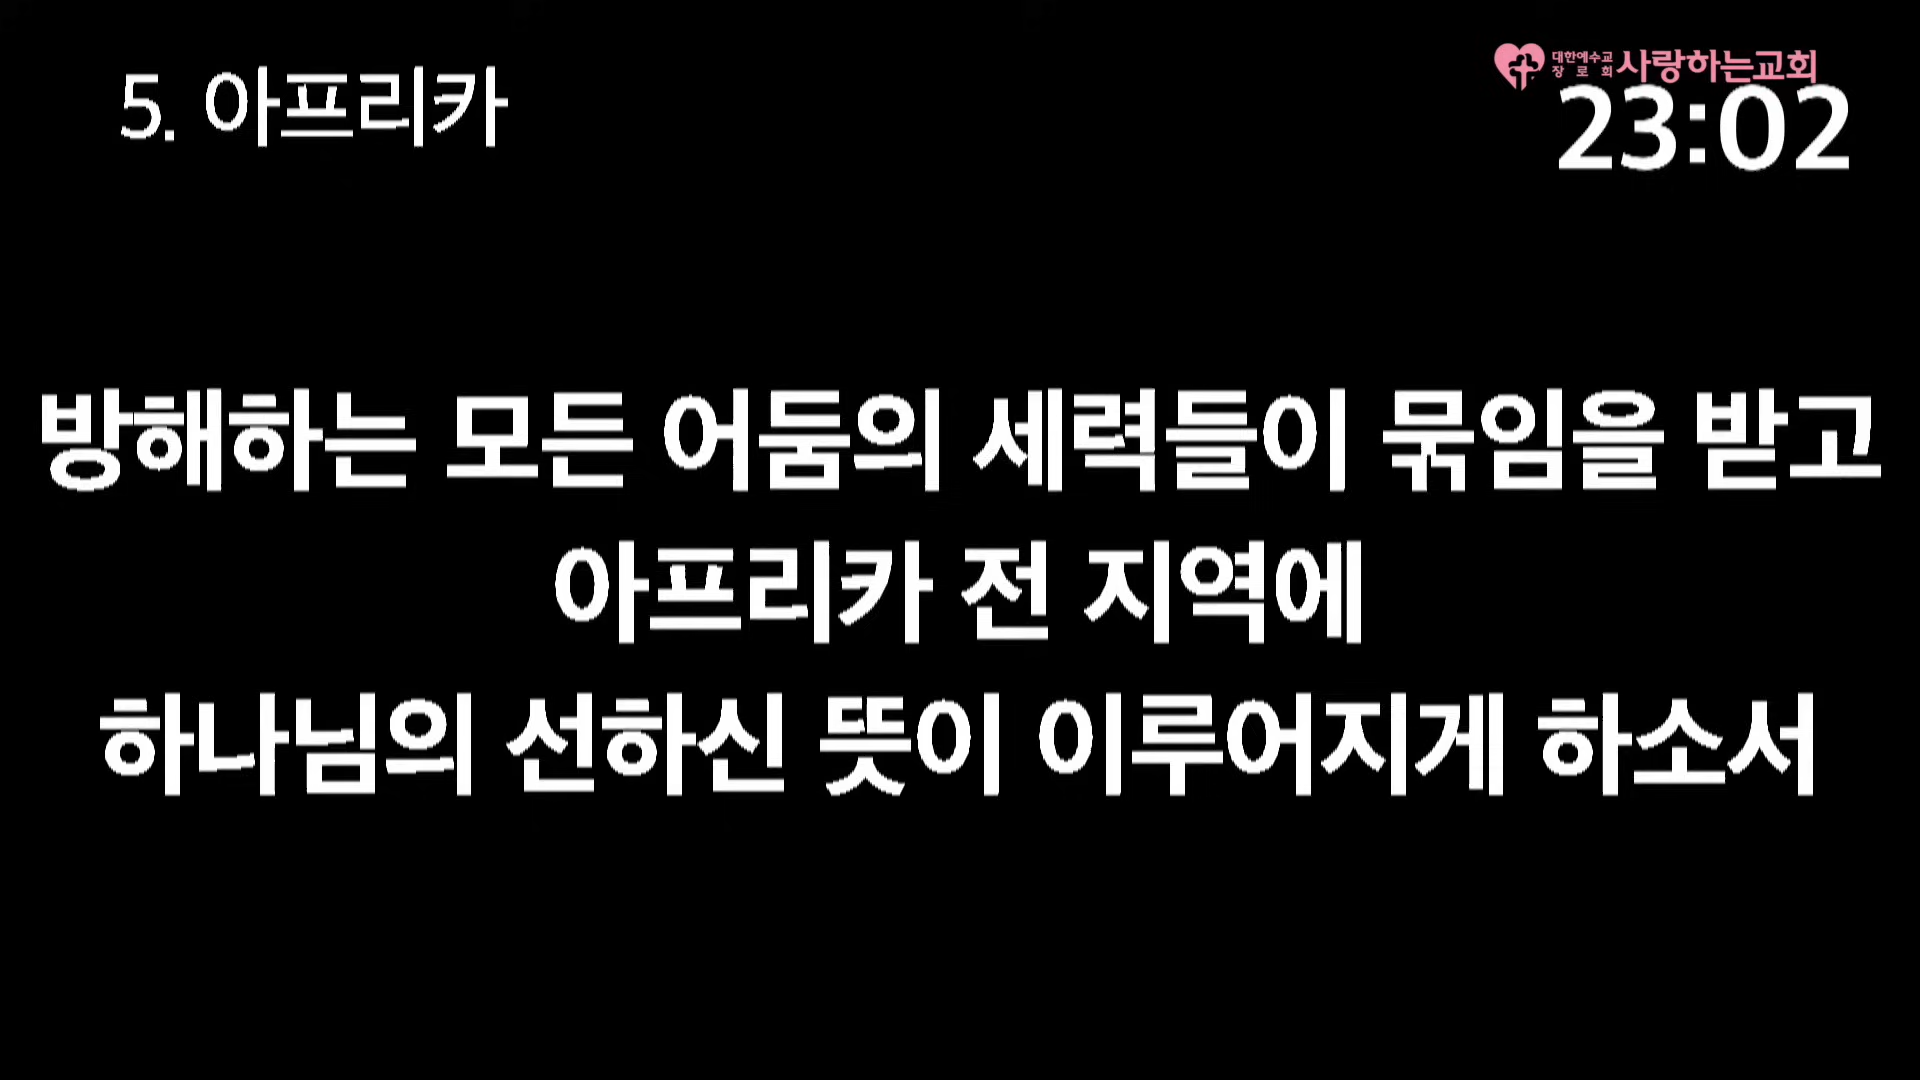 5. 아프리카
대한예수교
장로회
사랑하는교회
23:02
방해하는 모든 어둠의 세력들이 묶임을 받고
아프리카 전 지역에
하나님의 선하신 뜻이 이루어지게 하소서